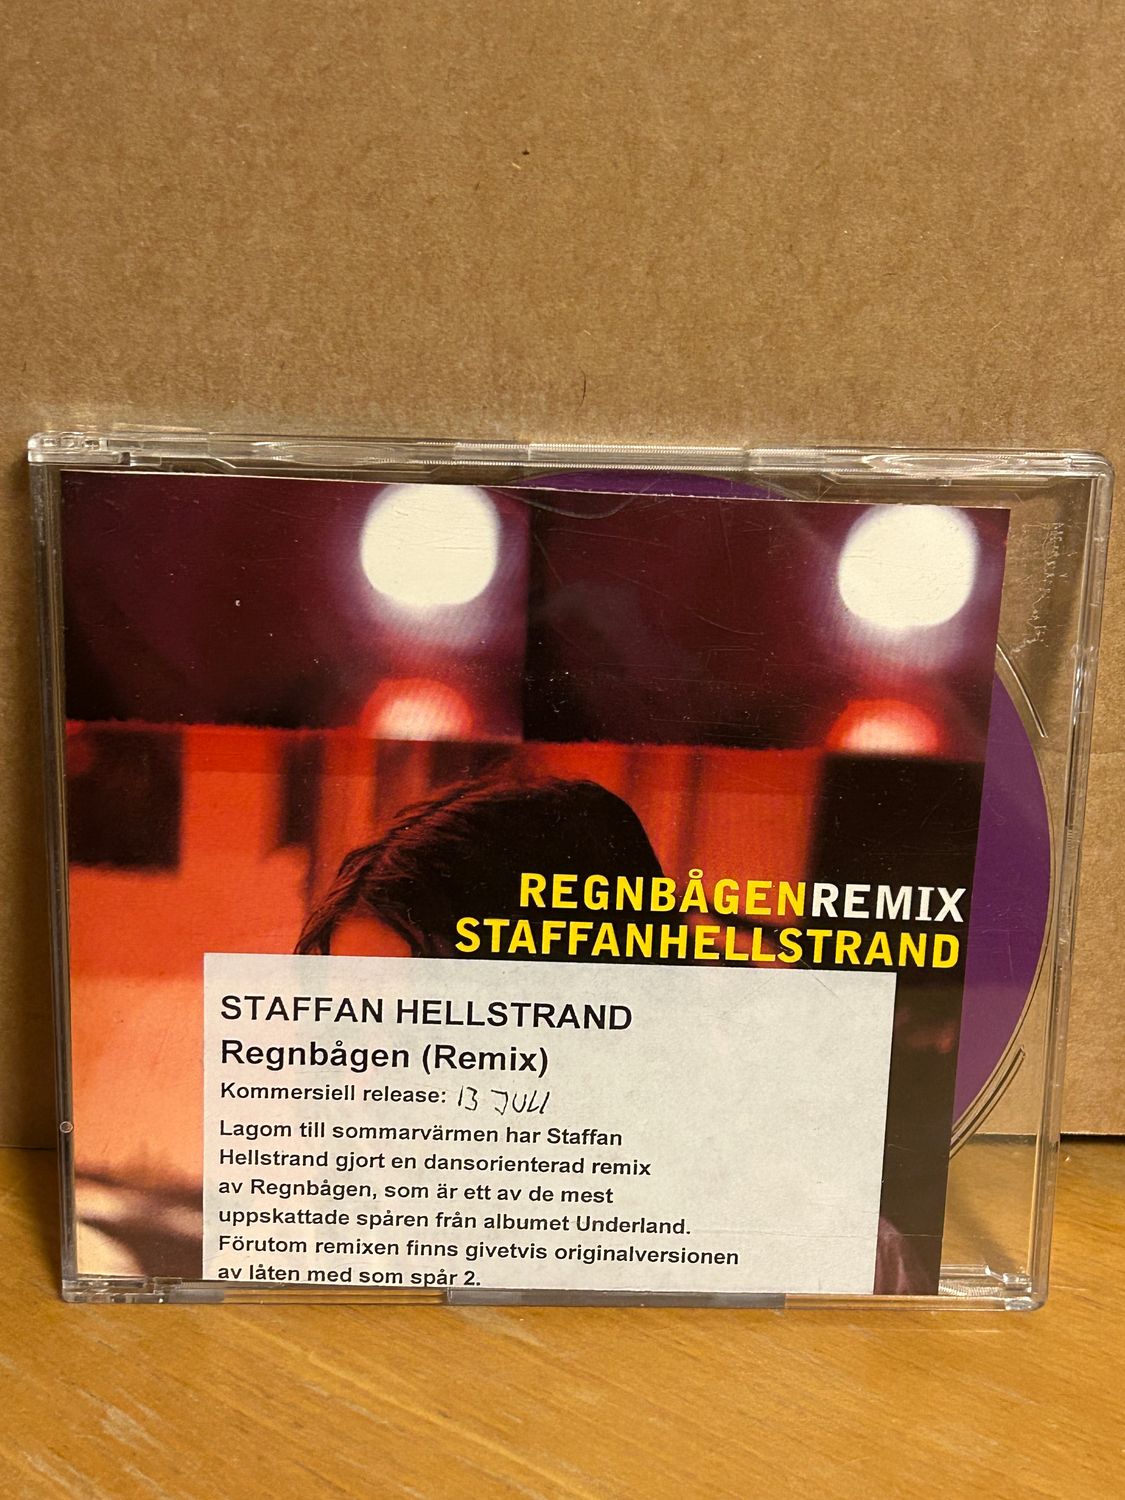 REGNBÅGENREMIX
STAFFANHELLSTRAND
STAFFAN HELLSTRAND
Regnbågen (Remix)
Kommersiell release: 13 JULI
Lagom till sommarvärmen har Staffan
Hellstrand gjort en dansorienterad remix
av Regnbågen, som är ett av de mest
uppskattade spåren från albumet Underland.
Förutom remixen finns givetvis originalversionen
av låten med som spår 2.